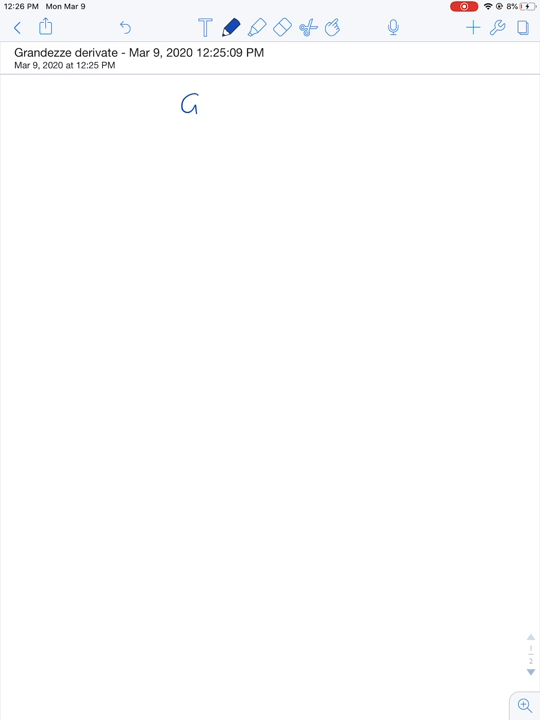 12:26 PM Mon Mar 9 8%
T
Grandezze derivate - Mar 9, 2020 12:25:09 PM
Mar 9, 2020 at 12:25 PM
G
1
2